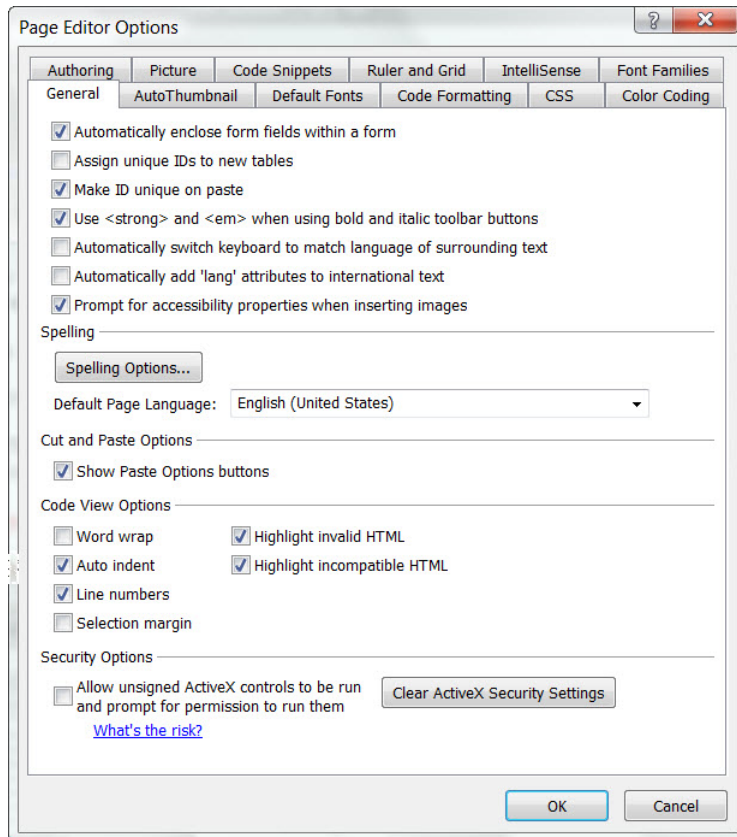 Page Editor Options
Authoring Picture Code Snippets Ruler and Grid IntelliSense Font Families
General AutoThumbnail Default Fonts Code Formatting CSS Color Coding
Automatically enclose form fields within a form
Assign unique IDs to new tables
Make ID unique on paste
Use <strong> and <em> when using bold and italic toolbar buttons
Automatically switch keyboard to match language of surrounding text
Automatically add 'lang' attributes to international text
Prompt for accessibility properties when inserting images
Spelling
Spelling Options...
Default Page Language: English (United States)
Cut and Paste Options
Show Paste Options buttons
Code View Options
Word wrap Highlight invalid HTML
Auto indent Highlight incompatible HTML
Line numbers
Selection margin
Security Options
Allow unsigned ActiveX controls to be run
and prompt for permission to run them
Clear ActiveX Security Settings
What's the risk?
OK Cancel